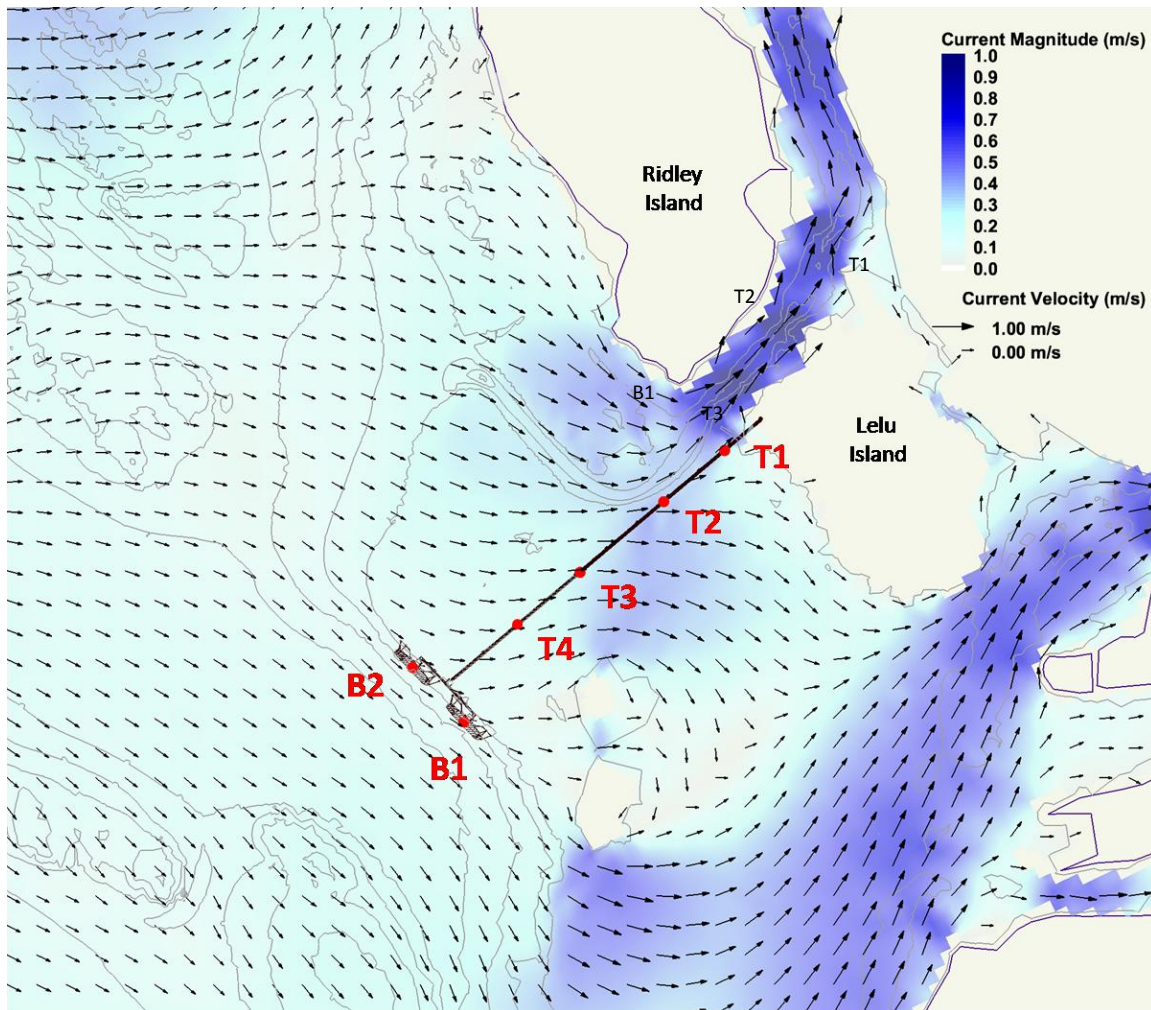 Current Magnitude (m/s)
1.0
0.9
0.8
0.7
0.6
0.5
0.4
0.3
0.2
0.1
0.0
Current Velocity (m/s)
1.00 m/s
0.00 m/s
Ridley
Island
T1
T2
B1
T3
Lelu
Island
T1
T2
T3
T4
B2
B1